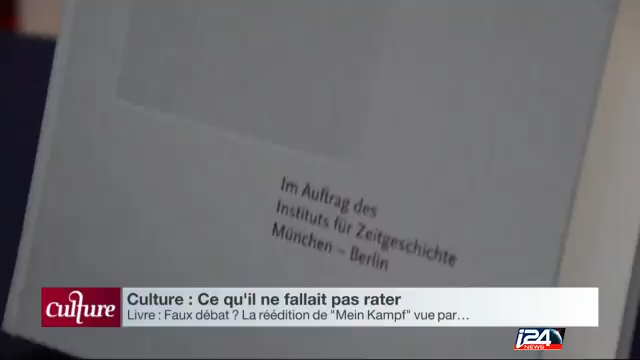 Im Auftrag des
Instituts für Zeitgeschichte
München – Berlin
culture
Culture : Ce qu'il ne fallait pas rater
Livre : Faux débat ? La réédition de "Mein Kampf" vue par…
i24
NEWS